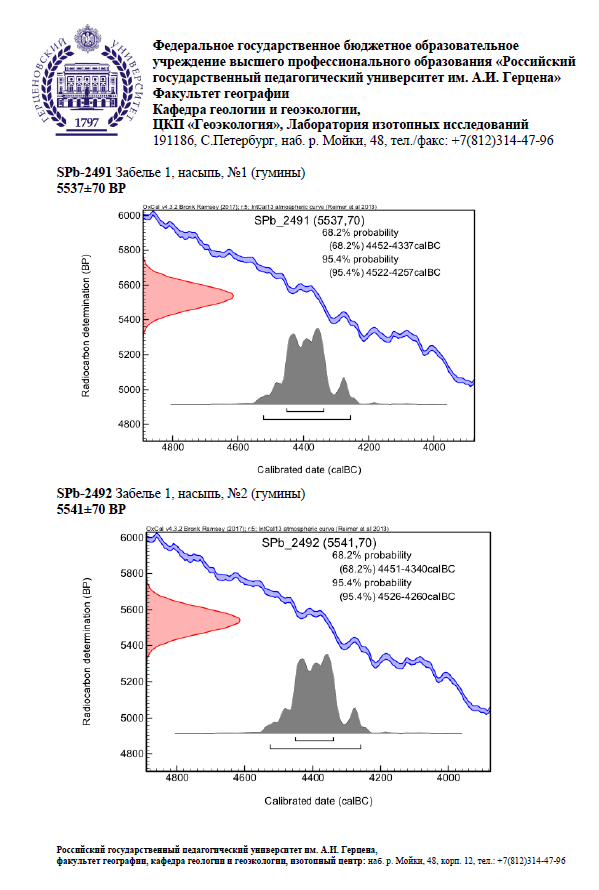 ГЕРЦЕНОВСКИЙ УНИВЕРСИТЕТ
1797
Федеральное государственное бюджетное образовательное
учреждение высшего профессионального образования «Российский
государственный педагогический университет им. А.И. Герцена»
Факультет географии
Кафедра геологии и геоэкологии,
ЦКП «Геоэкология», Лаборатория изотопных исследований
191186, С.Петербург, наб. р. Мойки, 48, тел./факс: +7(812)314-47-96
SPb-2491 Забелье 1, насыпь, №1 (гумины)
5537±70 BP
OxCal v4.3.2 Bronk Ramsey (2017); r:5; IntCal13 atmospheric curve (Reimer et al 2013)
SPb_2491 (5537,70)
68.2% probability
(68.2%) 4452-4337calBC
95.4% probability
(95.4%) 4522-4257calBC
Radiocarbon determination (BP)
6000
5800
5600
5400
5200
5000
4800
4800 4600 4400 4200 4000
Calibrated date (calBC)
SPb-2492 Забелье 1, насыпь, №2 (гумины)
5541±70 BP
OxCal v4.3.2 Bronk Ramsey (2017); r:5; IntCal13 atmospheric curve (Reimer et al 2013)
SPb_2492 (5541,70)
68.2% probability
(68.2%) 4451-4340calBC
95.4% probability
(95.4%) 4526-4260calBC
Radiocarbon determination (BP)
6000
5800
5600
5400
5200
5000
4800
4800 4600 4400 4200 4000
Calibrated date (calBC)
Российский государственный педагогический университет им. А.И. Герцена,
факультет географии, кафедра геологии и геоэкологии, изотопный центр: наб. р. Мойки, 48, корп. 12, тел.: +7(812)314-47-96